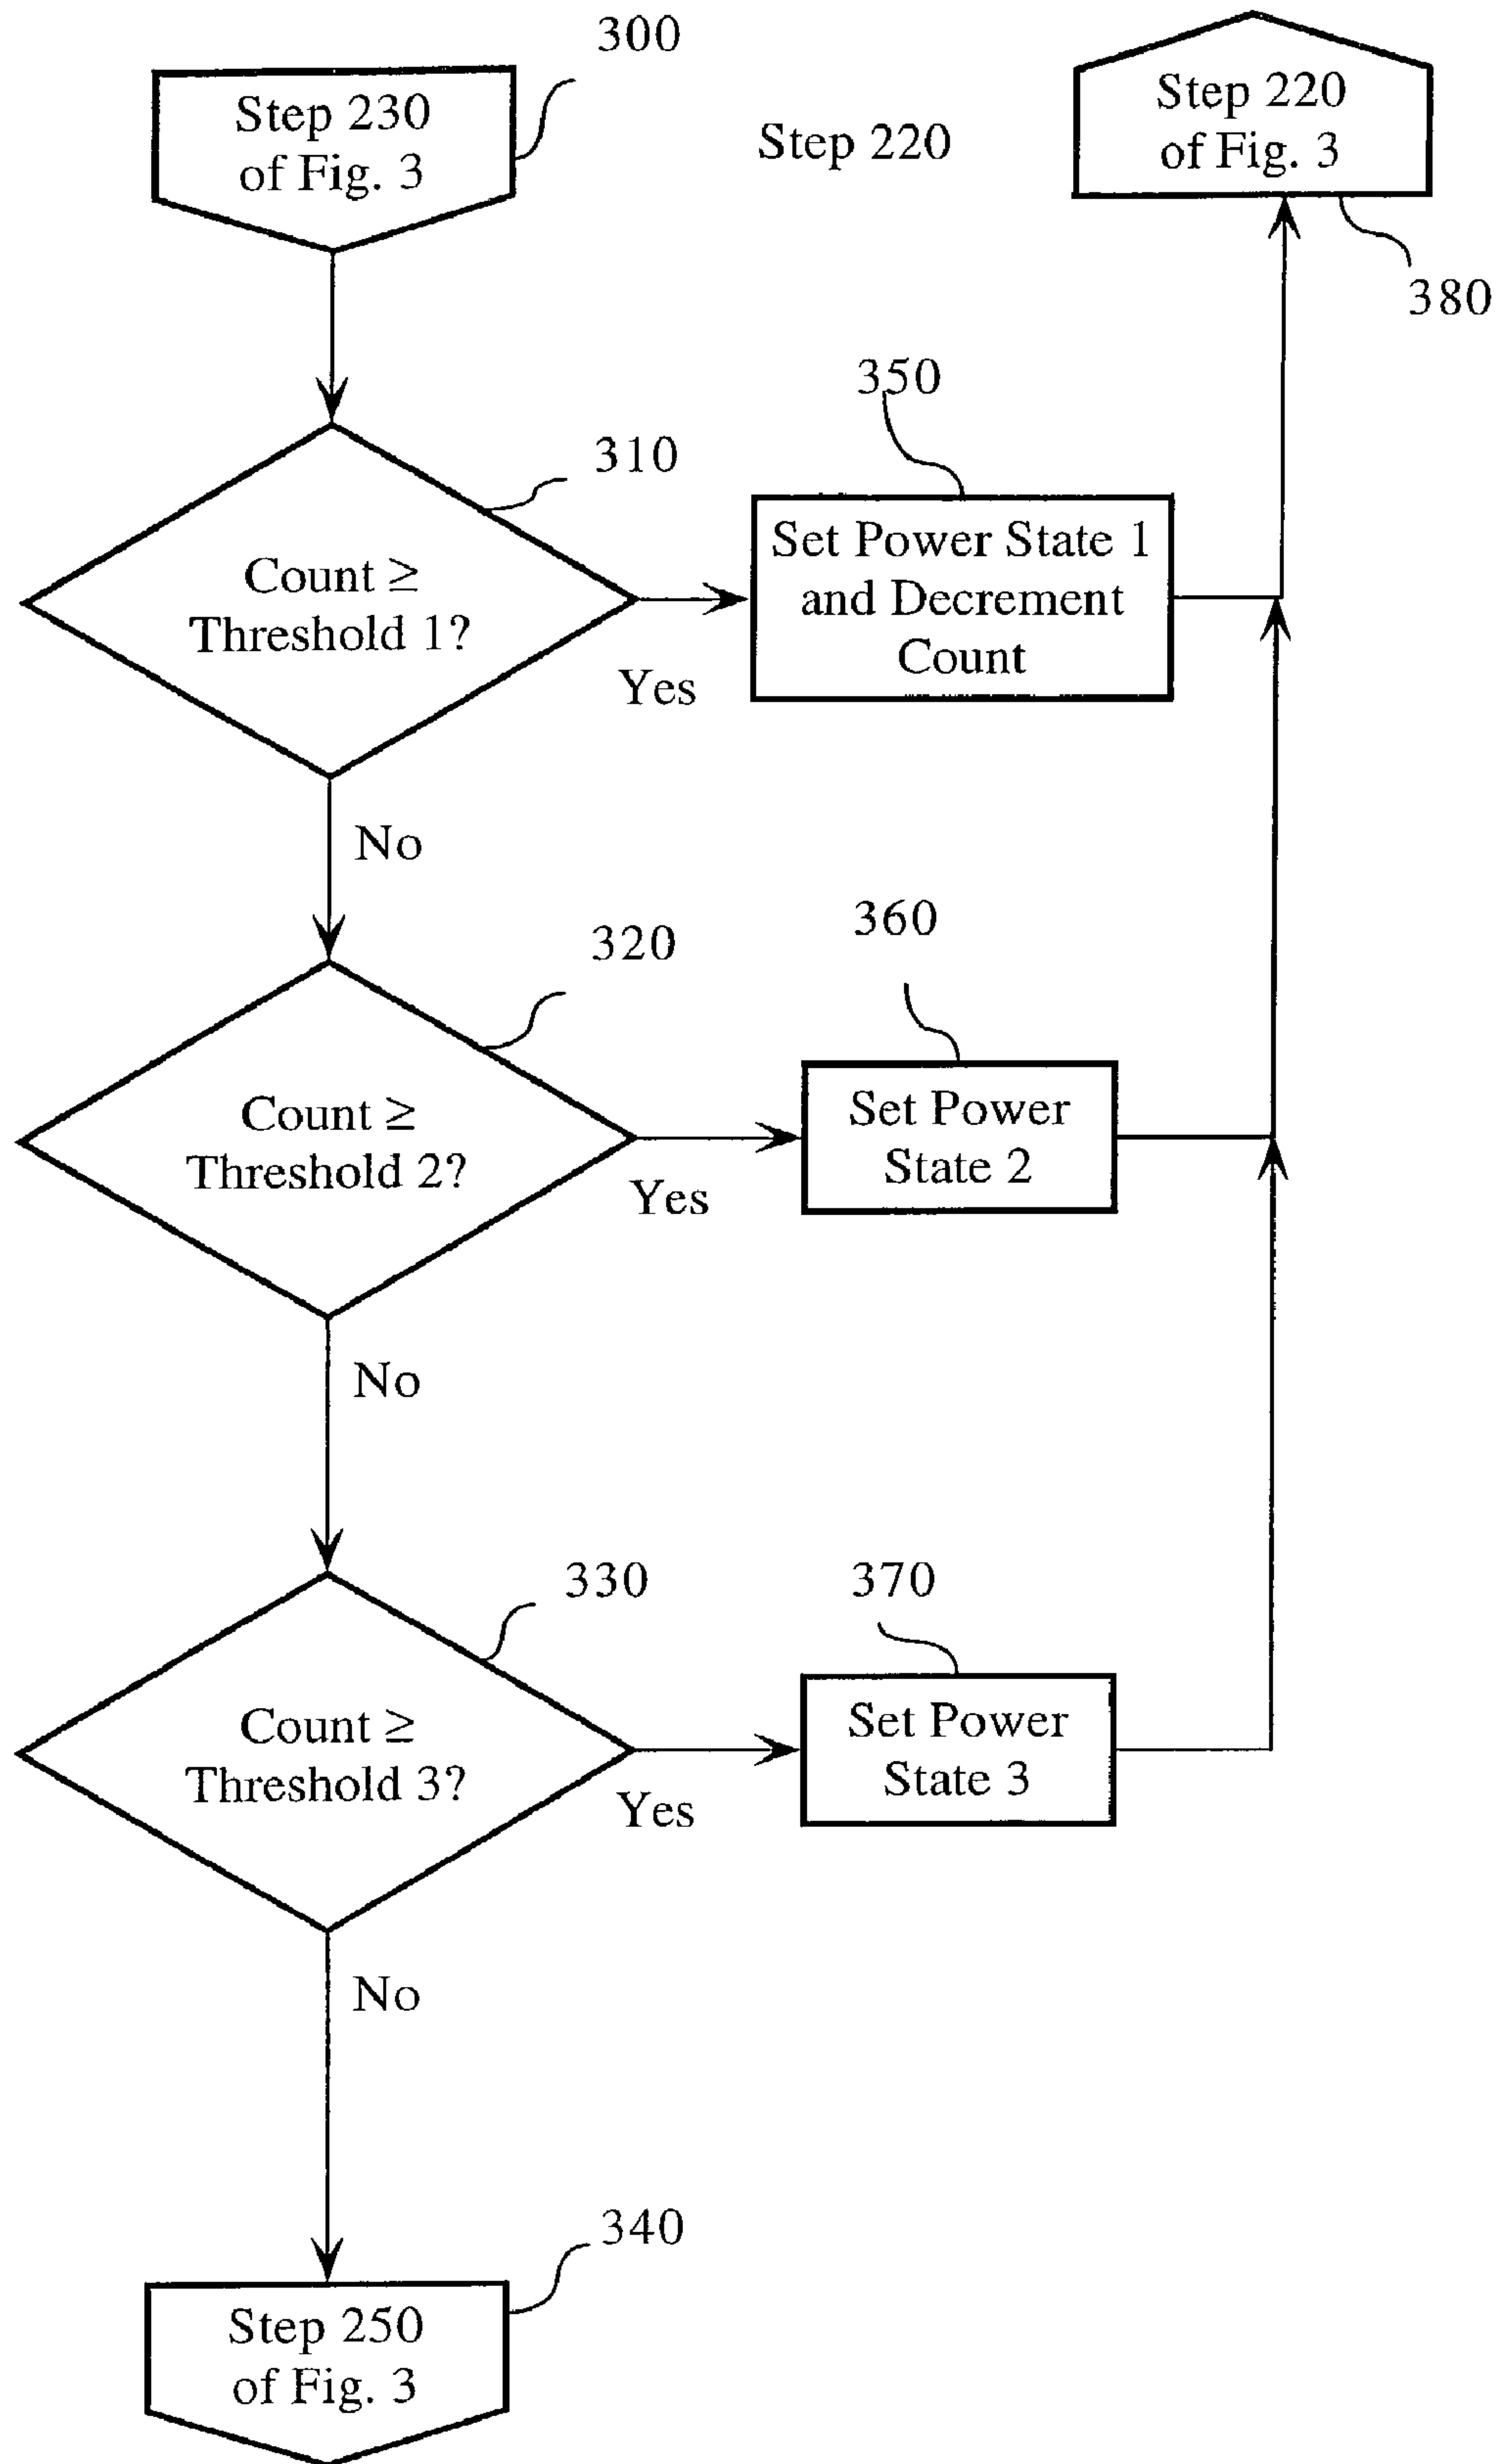 300
Step 230
of Fig. 3
Step 220
Step 220
of Fig. 3
380
350
310
Count ≥
Threshold 1?
Yes
Set Power State 1
and Decrement
Count
No
320
360
Count ≥
Threshold 2?
Yes
Set Power
State 2
No
330
370
Count ≥
Threshold 3?
Yes
Set Power
State 3
No
340
Step 250
of Fig. 3